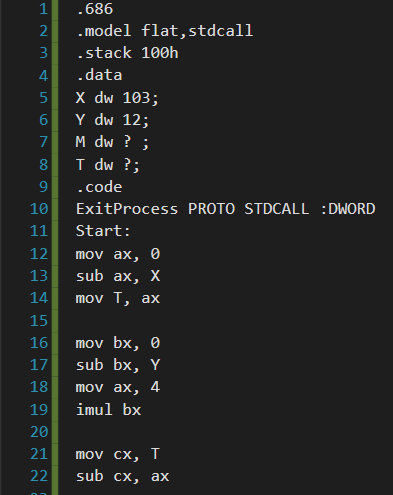 1 .686
2 .model flat,stdcall
3 .stack 100h
4 .data
5 X dw 103;
6 Y dw 12;
7 M dw ? ;
8 T dw ?;
9 .code
10 ExitProcess PROTO STDCALL :DWORD
11 Start:
12 mov ax, 0
13 sub ax, X
14 mov T, ax
15
16 mov bx, 0
17 sub bx, Y
18 mov ax, 4
19 imul bx
20
21 mov cx, T
22 sub cx, ax